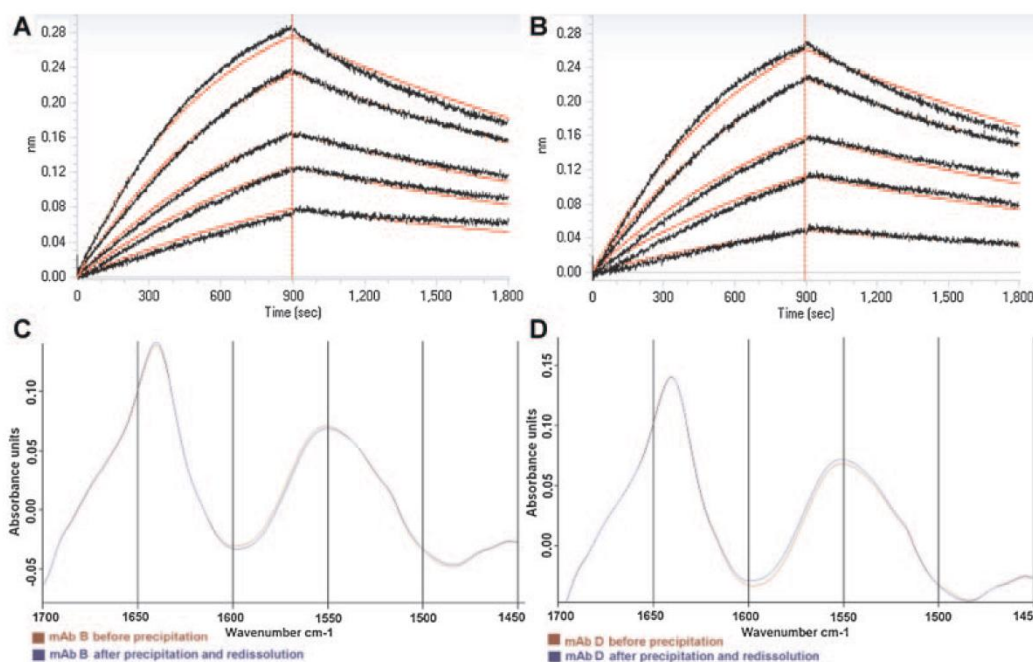 A
B
0.28
0.24
0.20
0.16
0.12
0.08
0.04
0.00
nm
0 300 600 900 1,200 1,500 1,800
Time (sec)
0.28
0.24
0.20
0.16
0.12
0.08
0.04
0.00
nm
0 300 600 900 1,200 1,500 1,800
Time (sec)
C
D
0.10
0.05
0.00
-0.05
Absorbance units
1700 1650 1600 1550 1500 1450
Wavenumber cm-1
mAb B before precipitation
mAb B after precipitation and redissolution
0.15
0.10
0.05
0.00
Absorbance units
1700 1650 1600 1550 1500 145
Wavenumber cm-1
mAb D before precipitation
mAb D after precipitation and redissolution